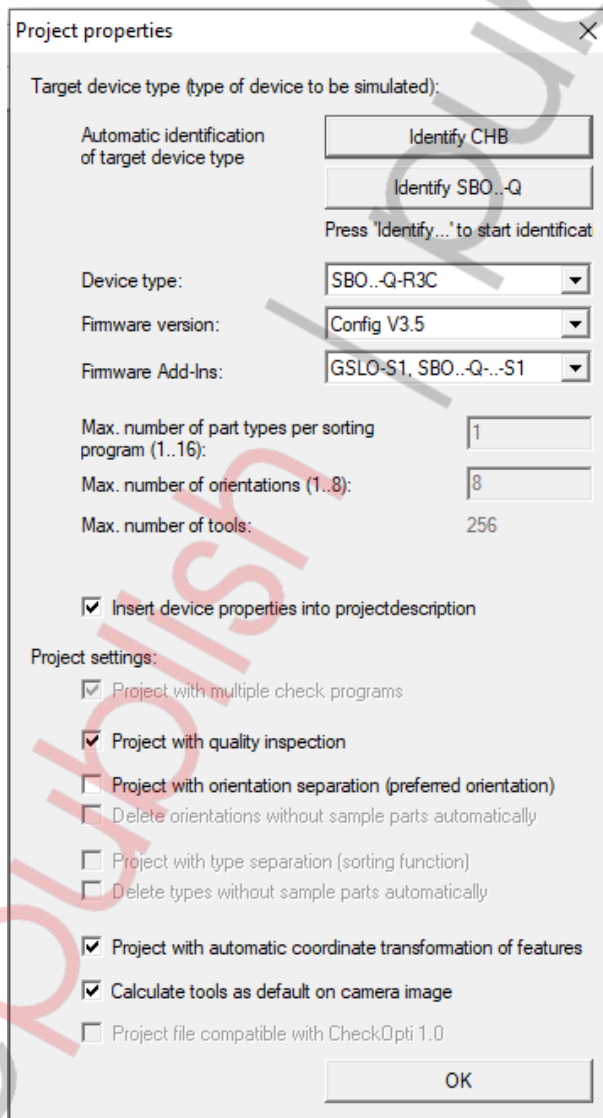 Project properties
Target device type (type of device to be simulated):
Automatic identification
of target device type
Identify CHB
Identify SBO..-Q
Press 'Identify...' to start identificati
Device type:
SBO..-Q-R3C
Firmware version:
Config V3.5
Firmware Add-Ins:
GSLO-S1, SBO..-Q-..-S1
Max. number of part types per sorting
program (1..16):
1
Max. number of orientations (1..8):
8
Max. number of tools:
256
Insert device properties into projectdescription
Project settings:
Project with multiple check programs
Project with quality inspection
Project with orientation separation (preferred orientation)
Delete orientations without sample parts automatically
Project with type separation (sorting function)
Delete types without sample parts automatically
Project with automatic coordinate transformation of features
Calculate tools as default on camera image
Project file compatible with CheckOpti 1.0
OK
publish